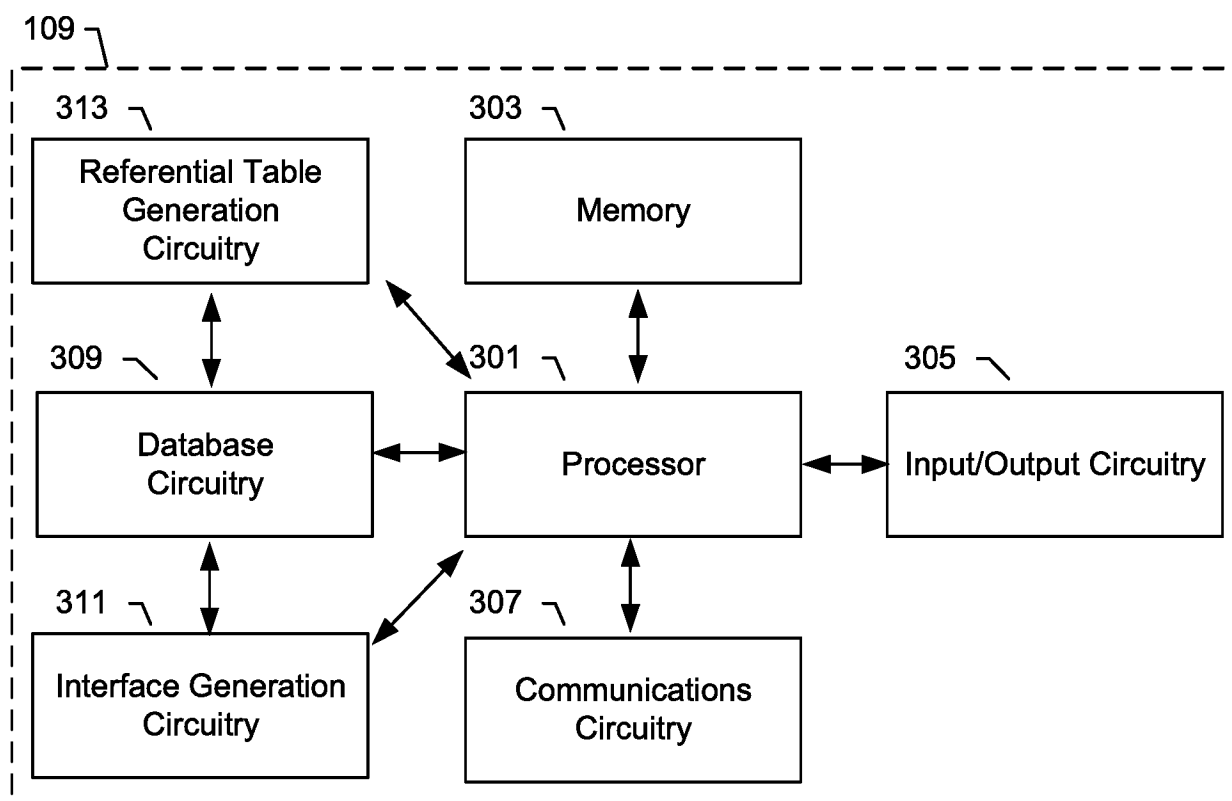 109
313
303
Referential Table
Generation
Circuitry
Memory
309
301
305
Database
Circuitry
Processor
Input/Output Circuitry
311
307
Interface Generation
Circuitry
Communications
Circuitry